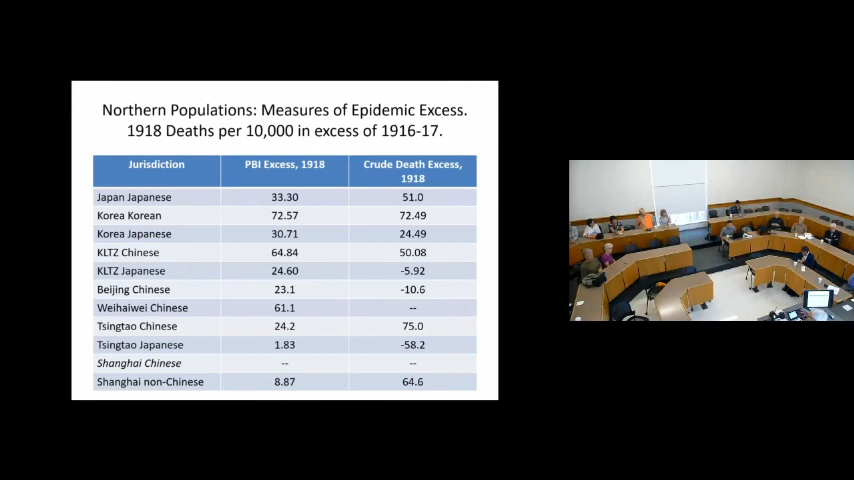 Northern Populations: Measures of Epidemic Excess.
1918 Deaths per 10,000 in excess of 1916-17.
Jurisdiction PBI Excess, 1918 Crude Death Excess, 1918
Japan Japanese 33.30 51.0
Korea Korean 72.57 72.49
Korea Japanese 30.71 24.49
KLTZ Chinese 64.84 50.08
KLTZ Japanese 24.60 -5.92
Beijing Chinese 23.1 -10.6
Weihaiwei Chinese 61.1 --
Tsingtao Chinese 24.2 75.0
Tsingtao Japanese 1.83 -58.2
Shanghai Chinese -- --
Shanghai non-Chinese 8.87 64.6